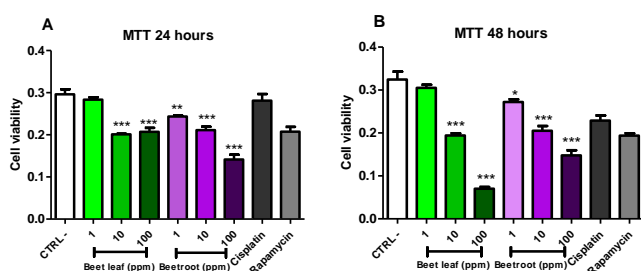 A
MTT 24 hours
Cell viability
0.4
0.3
0.2
0.1
0.0
***
***
**
***
***
CTRL -
1
10
100
1
10
100
Cisplatin
Rapamycin
Beet leaf (ppm)
Beetroot (ppm)
B
MTT 48 hours
Cell viability
0.4
0.3
0.2
0.1
0.0
***
***
*
***
***
CTRL -
1
10
100
1
10
100
Cisplatin
Rapamycin
Beet leaf (ppm)
Beetroot (ppm)